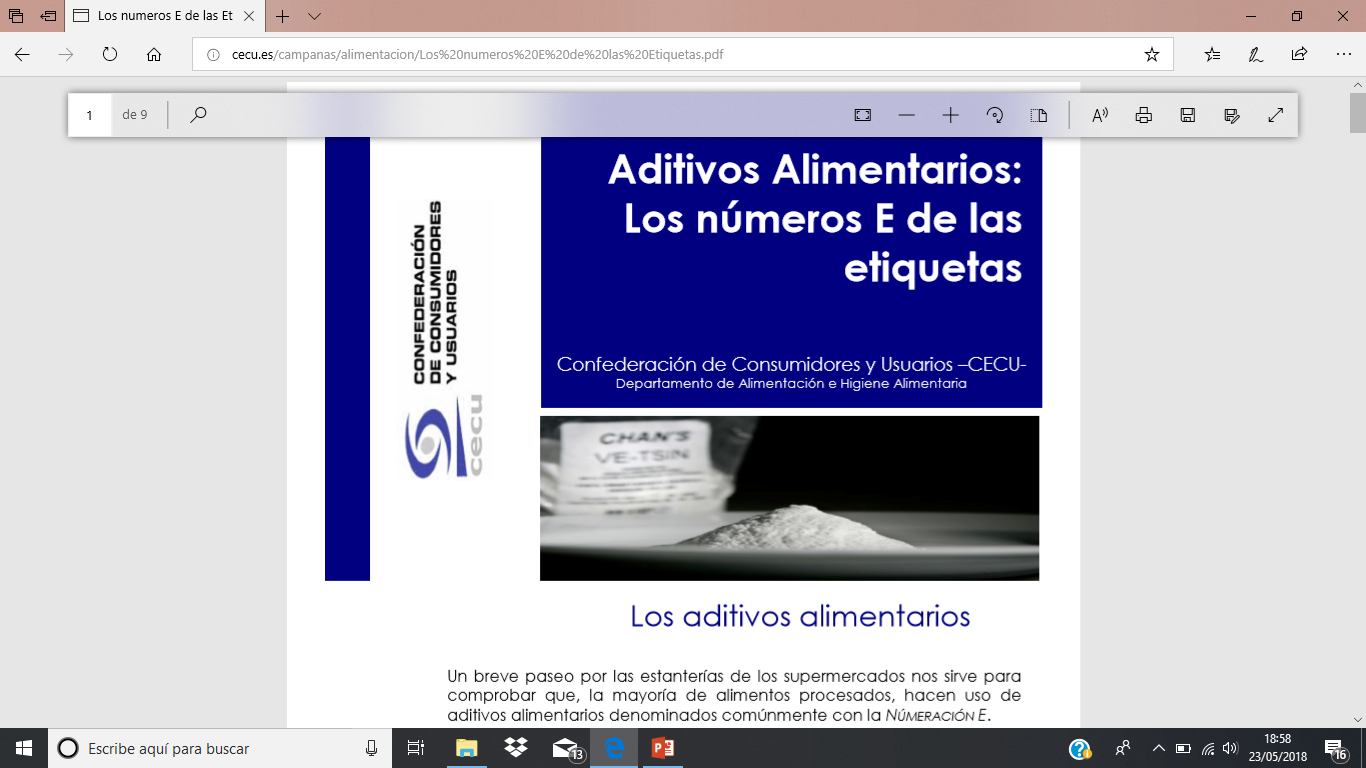 Los numeros E de las Et
cecu.es/campanas/alimentacion/Los%20numeros%20E%20de%20las%20Etiquetas.pdf
1 de 9
Aditivos Alimentarios:
Los números E de las
etiquetas
CONFEDERACIÓN
DE CONSUMIDORES
Y USUARIOS
cecu
Confederación de Consumidores y Usuarios –CECU-
Departamento de Alimentación e Higiene Alimentaria
CHAN'S
VE-TSIN
Los aditivos alimentarios
Un breve paseo por las estanterías de los supermercados nos sirve para
comprobar que, la mayoría de alimentos procesados, hacen uso de
aditivos alimentarios denominados comúnmente con la NÚMERACIÓN E.
Escribe aquí para buscar
13
18:58
23/05/2018
16